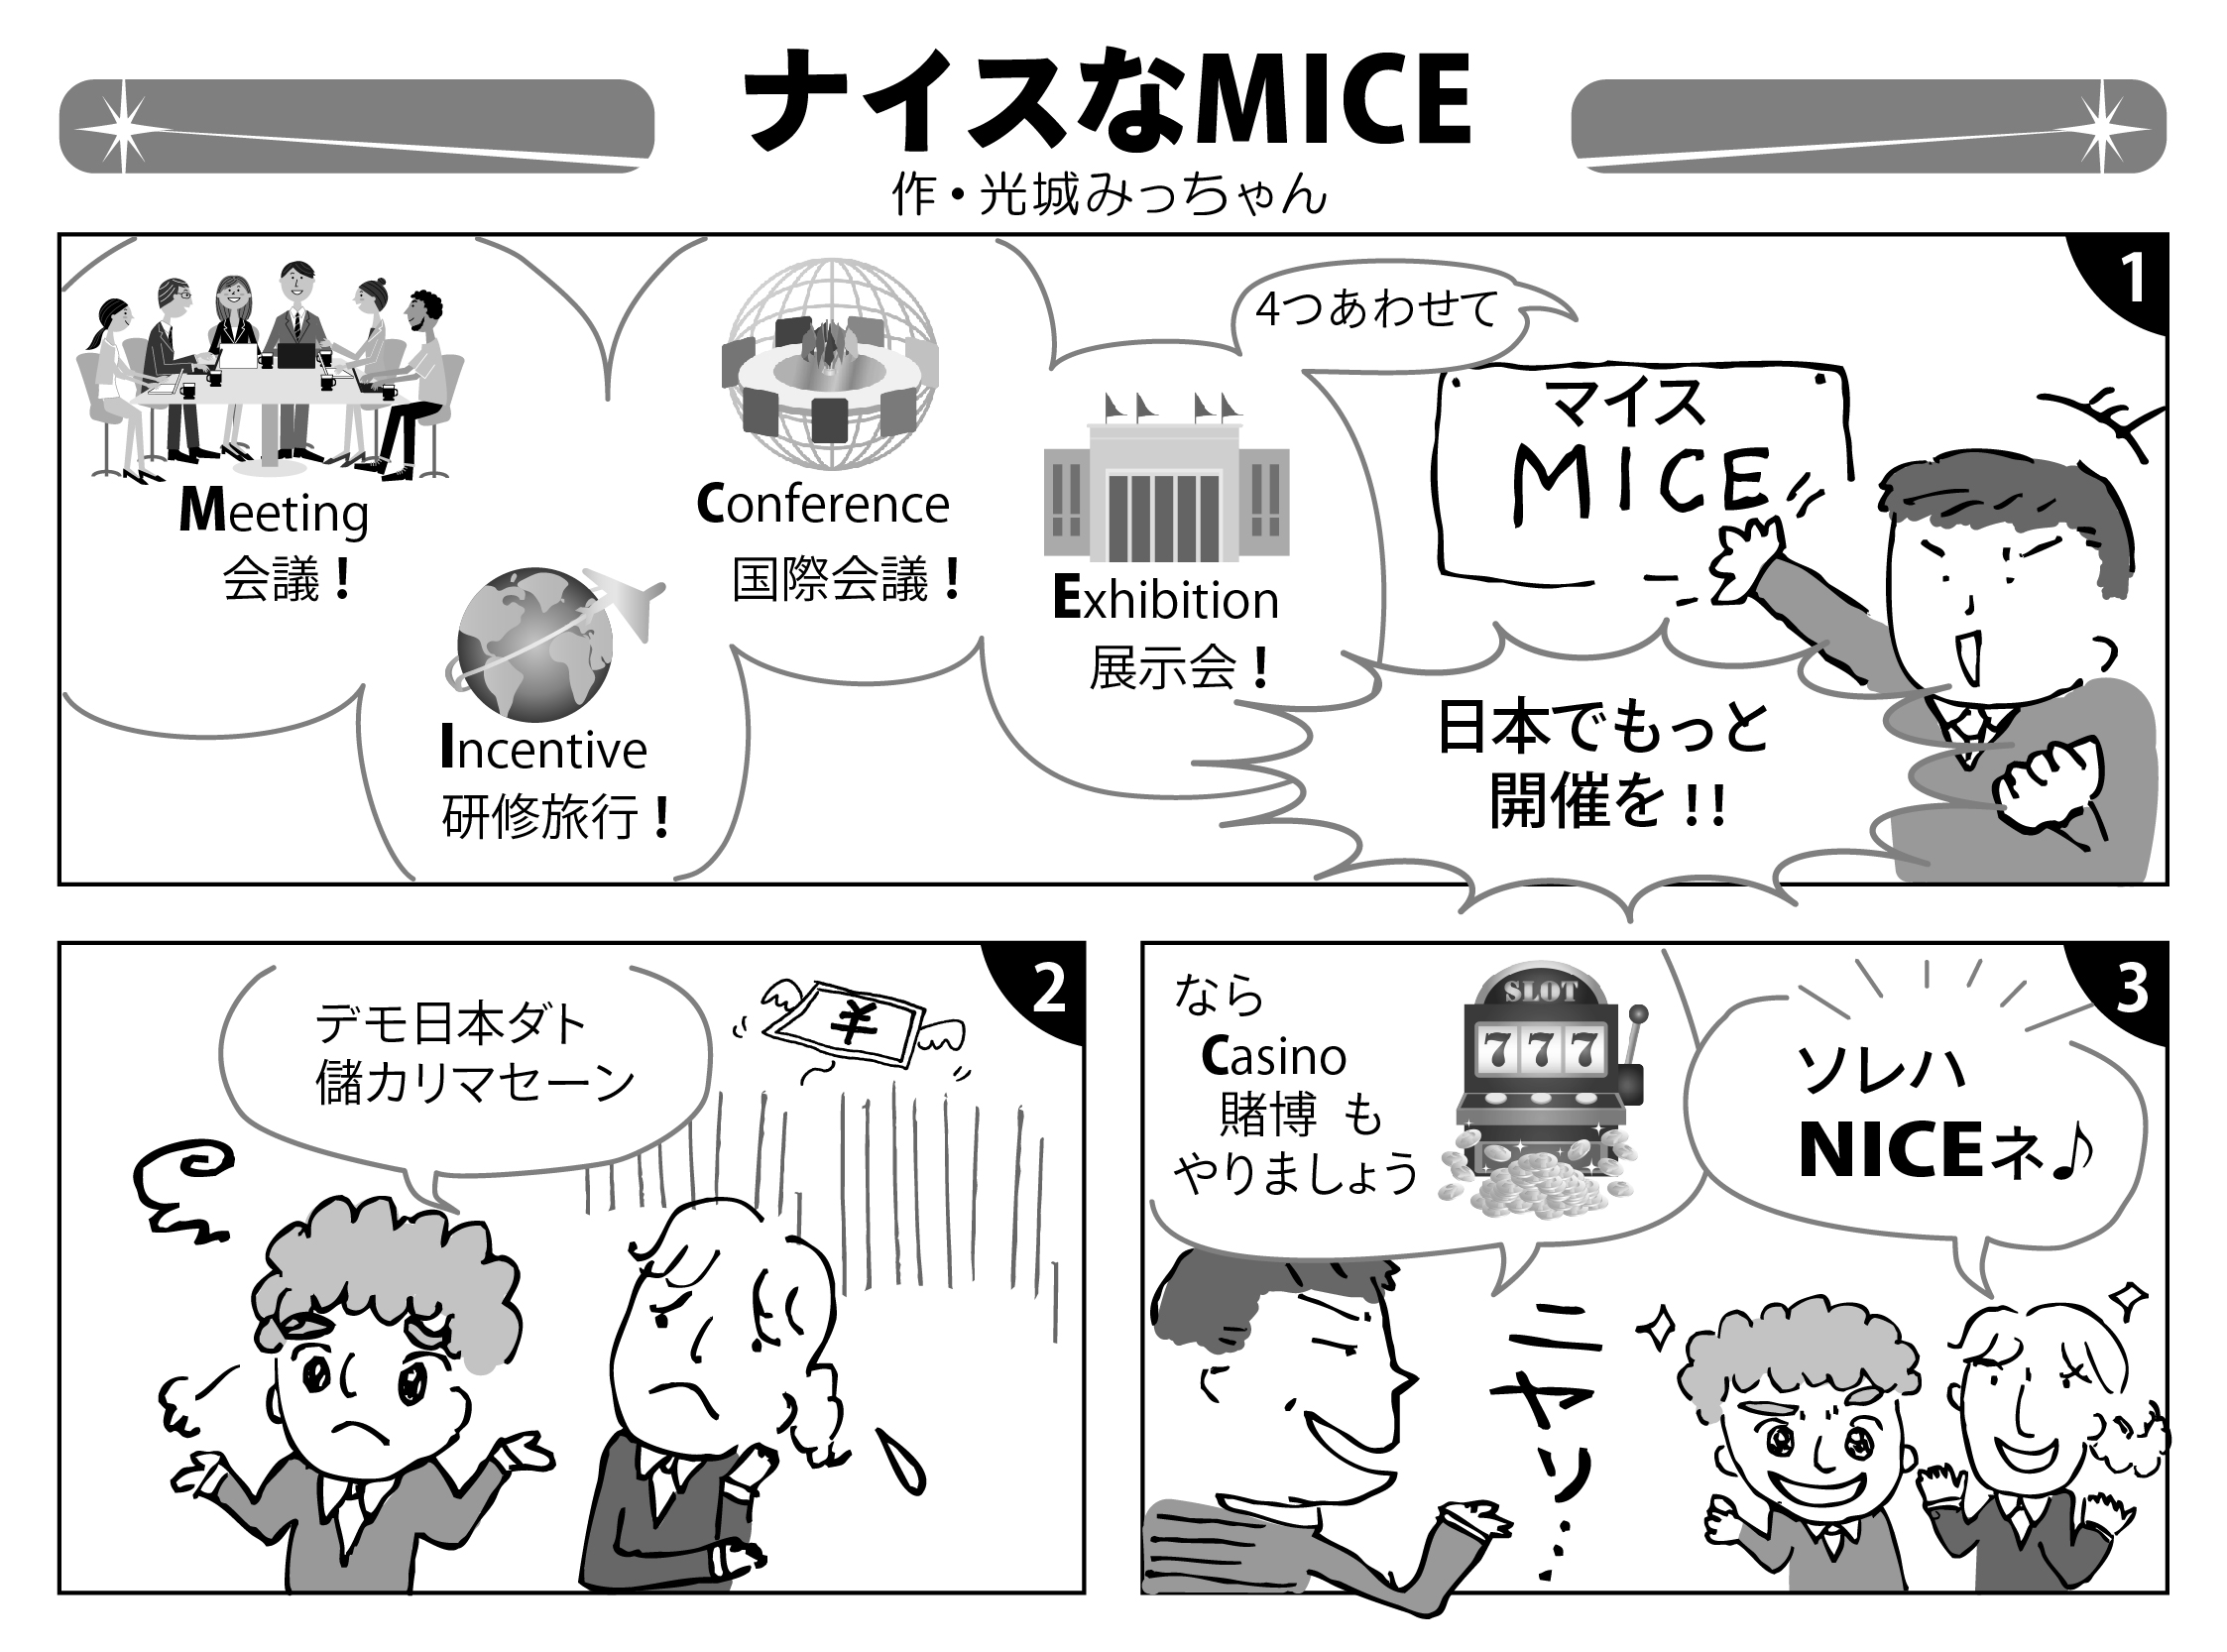 ナイスなMICE
作・光城みっちゃん
1
Meeting
会議！
Incentive
研修旅行！
Conference
国際会議！
Exhibition
展示会！
4つあわせて
マイス
MICE
日本でもっと
開催を!!
2
デモ日本ダト
儲カリマセーン
¥
3
なら
Casino
賭博 も
やりましょう
SLOT
777
ニヤリ…
ソレハ
NICEネ♪